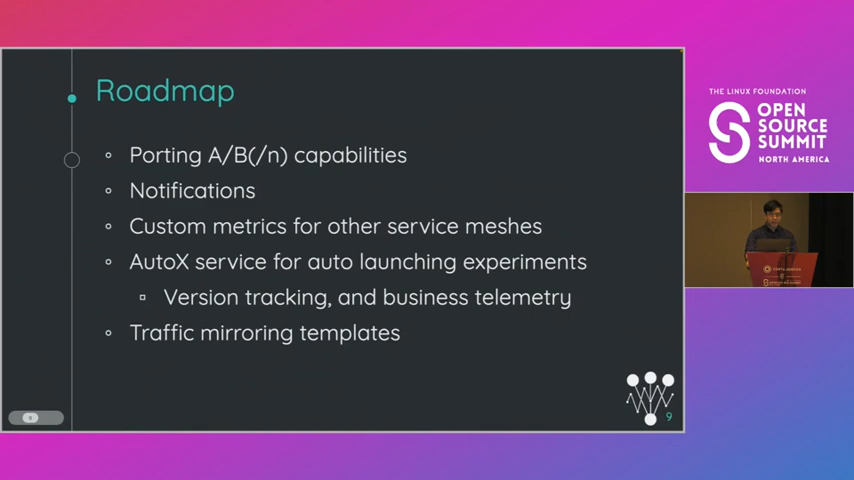 Roadmap
Porting A/B(/n) capabilities
Notifications
Custom metrics for other service meshes
AutoX service for auto launching experiments
Version tracking, and business telemetry
Traffic mirroring templates
9
THE LINUX FOUNDATION
OPEN
SOURCE
SUMMIT
NORTH AMERICA